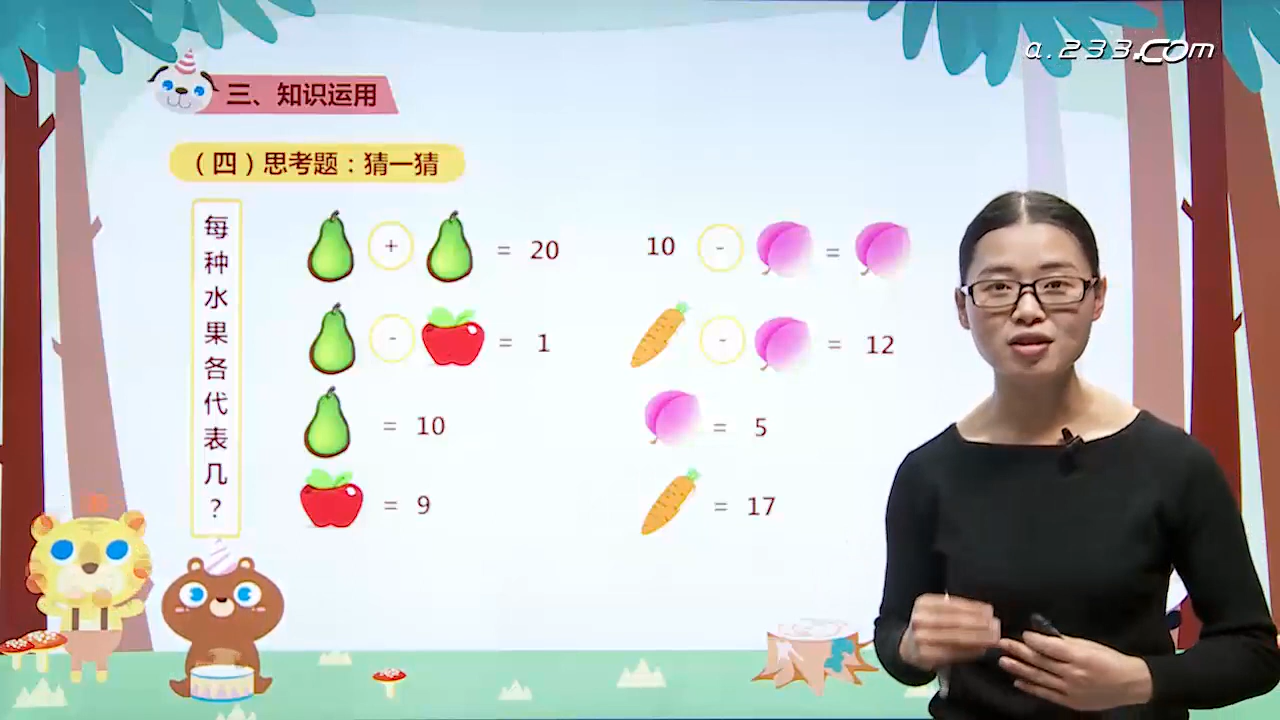 a.233.com
三、知识运用
（四）思考题：猜一猜
每种水果各代表几？
+ = 20
- = 1
= 10
= 9
10 - =
- = 12
= 5
= 17